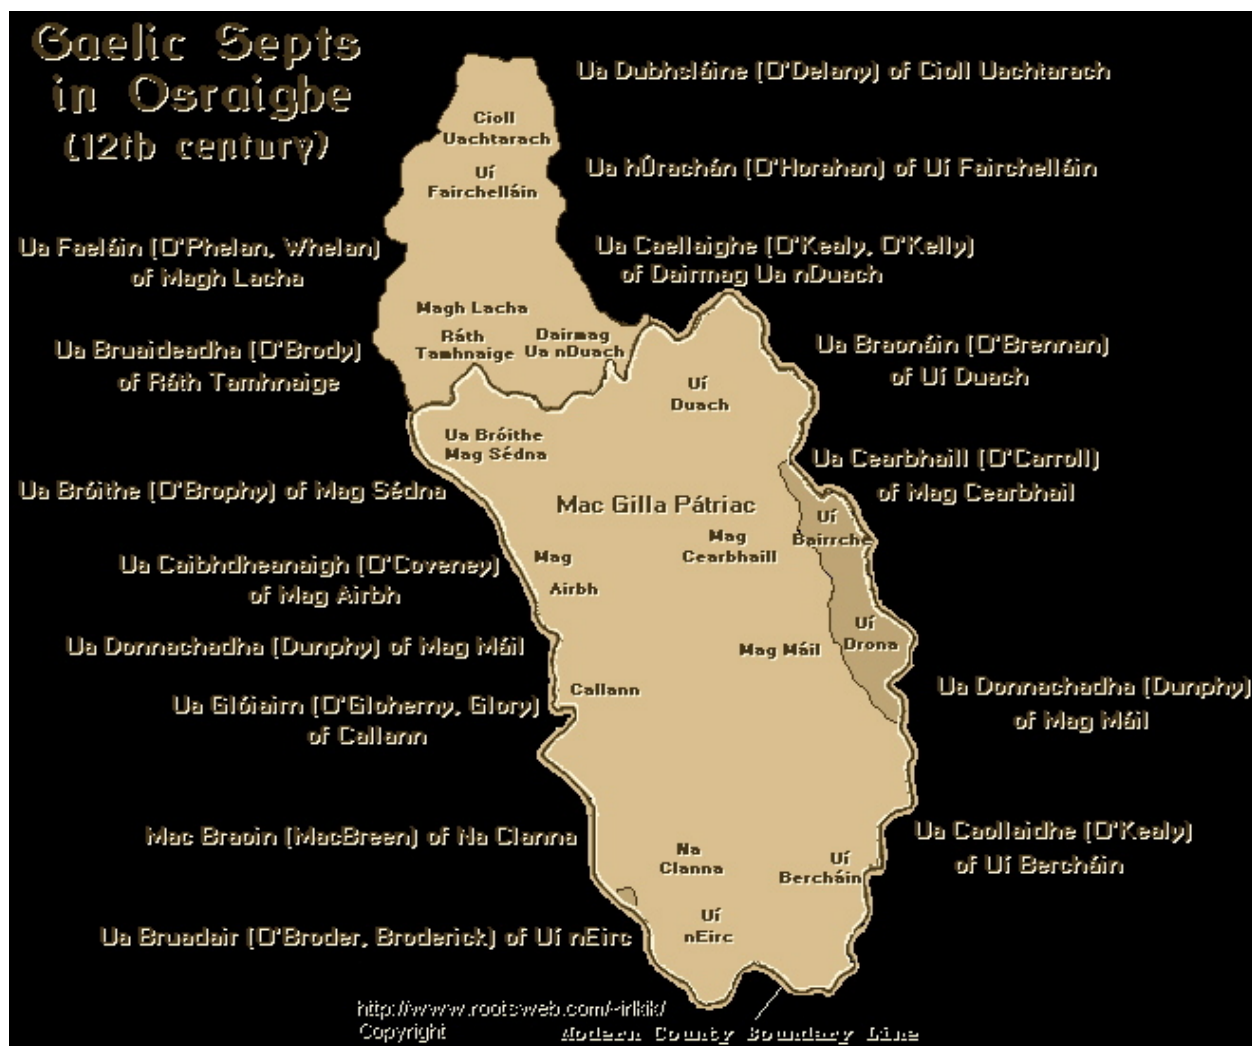 Gaelic Septs
in Osraighe
(12th century)
Ua Dubhsláine (O'Delany) of Cioll Uachtarach
Ua hÛrachán (O'Horahan) of Uí Fairchelláin
Ua Faeláin (O'Phelan, Whelan)
of Magh Lacha
Ua Caellaighe (O'Kealy, O'Kelly)
of Dairmag Ua nDuach
Ua Bruaideadha (O'Brody)
of Ráth Tamhnaige
Ua Braonáin (O'Brennan)
of Uí Duach
Ua Cearbhaill (O'Carroll)
of Mag Cearbhail
Ua Bróithe (O'Brophy) of Mag Sédna
Ua Caibhdheanaigh (O'Coveney)
of Mag Airbh
Ua Donnachadha (Dunphy) of Mag Máil
Ua Glóiairn (O'Gloherny, Glory)
of Callann
Ua Donnachadha (Dunphy)
of Mag Máil
Mac Braoin (MacBreen) of Na Clanna
Ua Caollaidhe (O'Kealy)
of Uí Bercháin
Ua Bruadair (O'Broder, Broderick) of Uí nEirc
Cioll
Uachtarach
Uí
Fairchelláin
Magh Lacha
Ráth
Tamhnaige
Dairmag
Ua nDuach
Uí
Duach
Ua Bróithe
Mag Sédna
Mac Gilla Pátriac
Mag
Cearbhaill
Uí
Bairrche
Mag
Airbh
Uí
Drona
Mag Máil
Callann
Na
Clanna
Uí
Bercháin
Uí
nEirc
http://www.rootsweb.com/~irlkik/
Copyright
Modern County Boundary Line